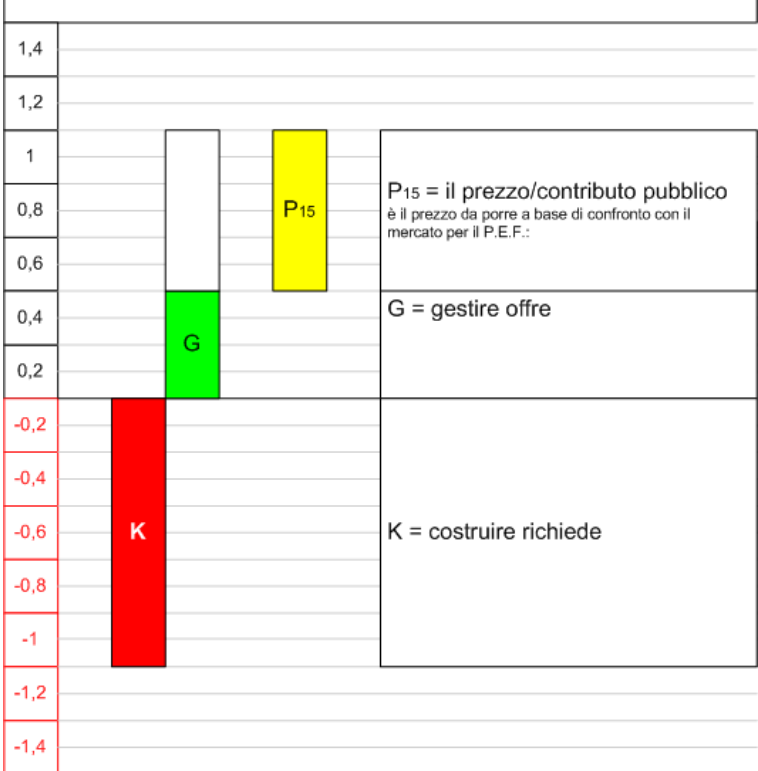 1,4
1,2
1
0,8
0,6
0,4
0,2
-0,2
-0,4
-0,6
-0,8
-1
-1,2
-1,4
P15
G
K
P15 = il prezzo/contributo pubblico
è il prezzo da porre a base di confronto con il
mercato per il P.E.F.:
G = gestire offre
K = costruire richiede